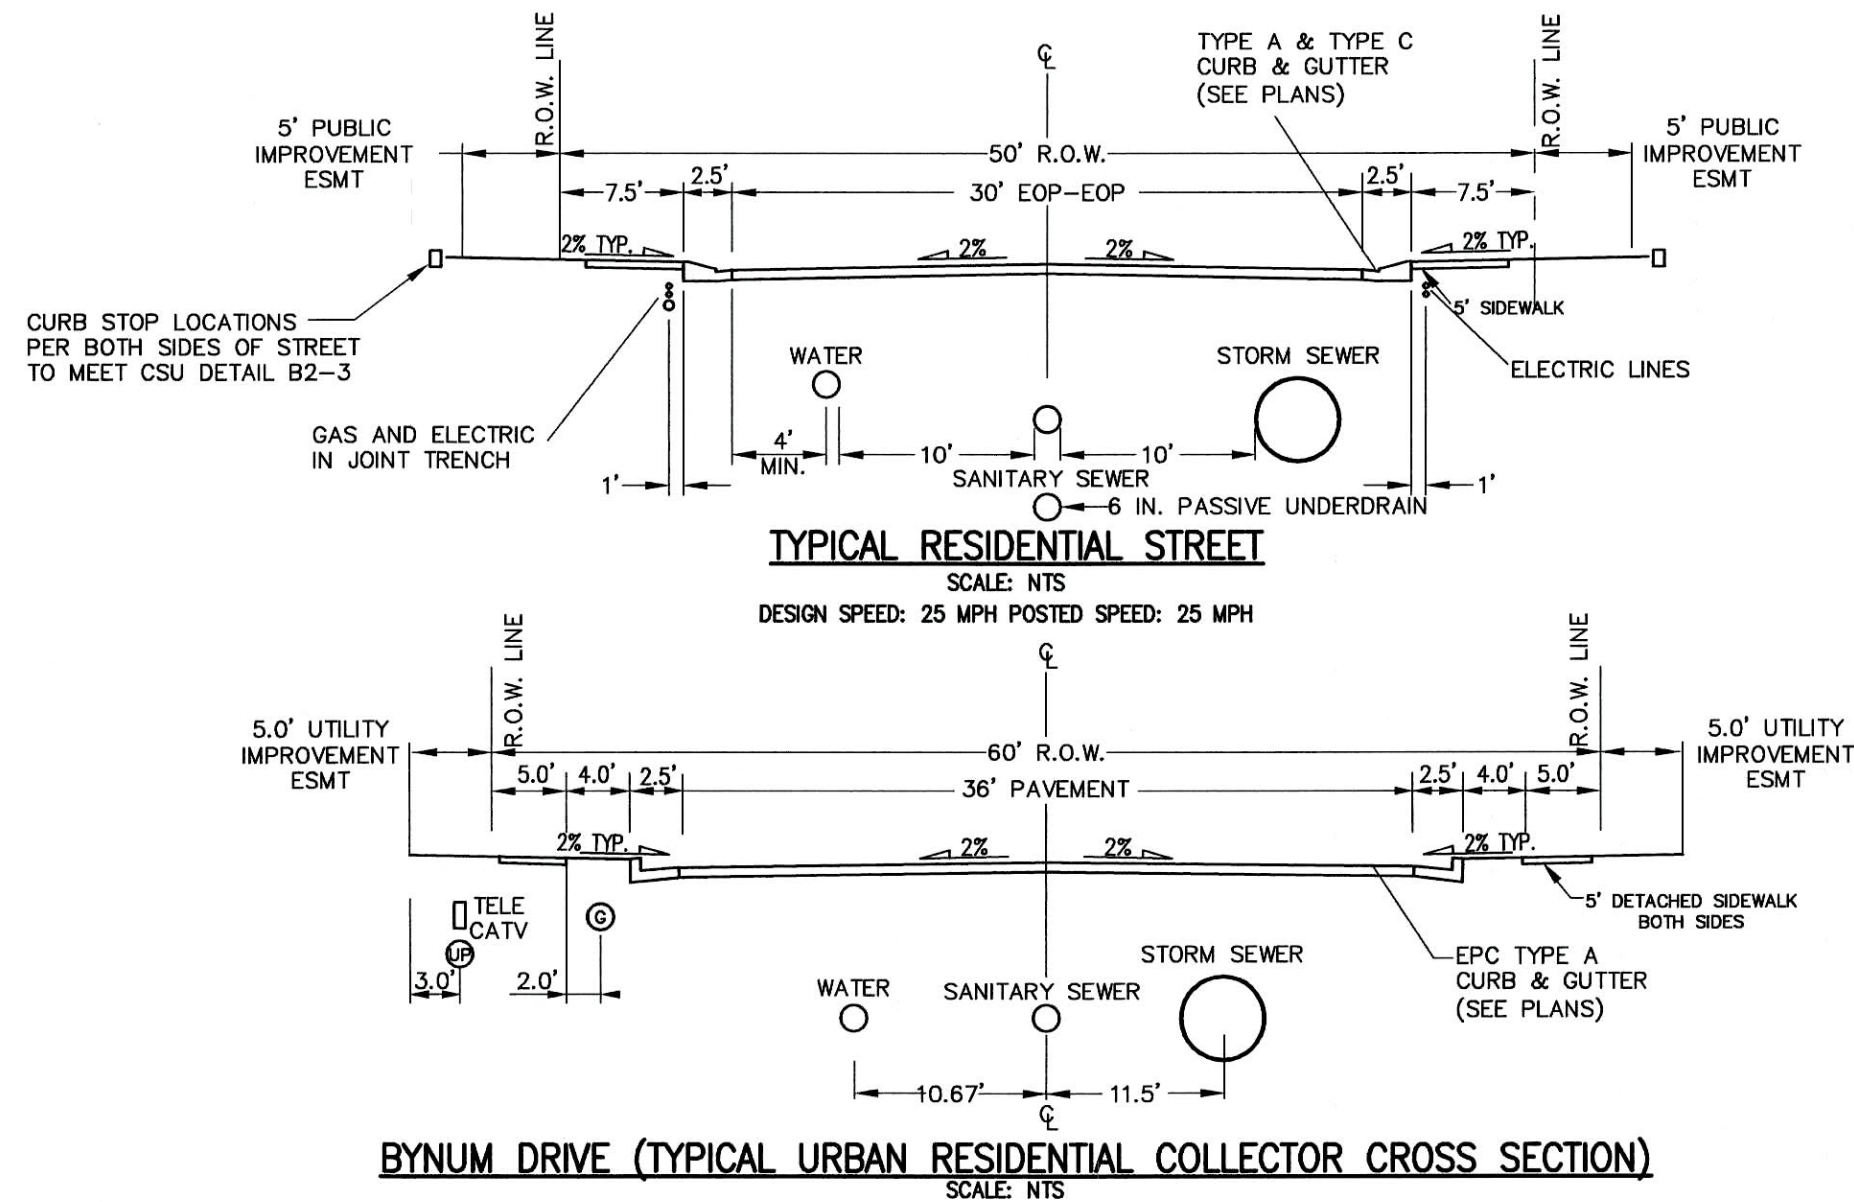 R.O.W. LINE
℄
TYPE A & TYPE C
CURB & GUTTER
(SEE PLANS)
R.O.W. LINE
5' PUBLIC
IMPROVEMENT
ESMT
50' R.O.W.
5' PUBLIC
IMPROVEMENT
ESMT
7.5'
2.5'
30' EOP-EOP
2.5'
7.5'
2% TYP.
2%
2%
2% TYP.
5' SIDEWALK
CURB STOP LOCATIONS
PER BOTH SIDES OF STREET
TO MEET CSU DETAIL B2-3
WATER
STORM SEWER
ELECTRIC LINES
GAS AND ELECTRIC
IN JOINT TRENCH
4'
MIN.
10'
10'
SANITARY SEWER
1'
1'
6 IN. PASSIVE UNDERDRAIN
TYPICAL RESIDENTIAL STREET
SCALE: NTS
DESIGN SPEED: 25 MPH POSTED SPEED: 25 MPH
R.O.W. LINE
℄
R.O.W. LINE
5.0' UTILITY
IMPROVEMENT
ESMT
60' R.O.W.
5.0' UTILITY
IMPROVEMENT
ESMT
5.0'
4.0'
2.5'
36' PAVEMENT
2.5'
4.0'
5.0'
2% TYP.
2%
2%
2% TYP.
5' DETACHED SIDEWALK
BOTH SIDES
TELE
CATV
G
UP
3.0'
2.0'
STORM SEWER
EPC TYPE A
CURB & GUTTER
(SEE PLANS)
WATER
SANITARY SEWER
10.67'
11.5'
℄
BYNUM DRIVE (TYPICAL URBAN RESIDENTIAL COLLECTOR CROSS SECTION)
SCALE: NTS